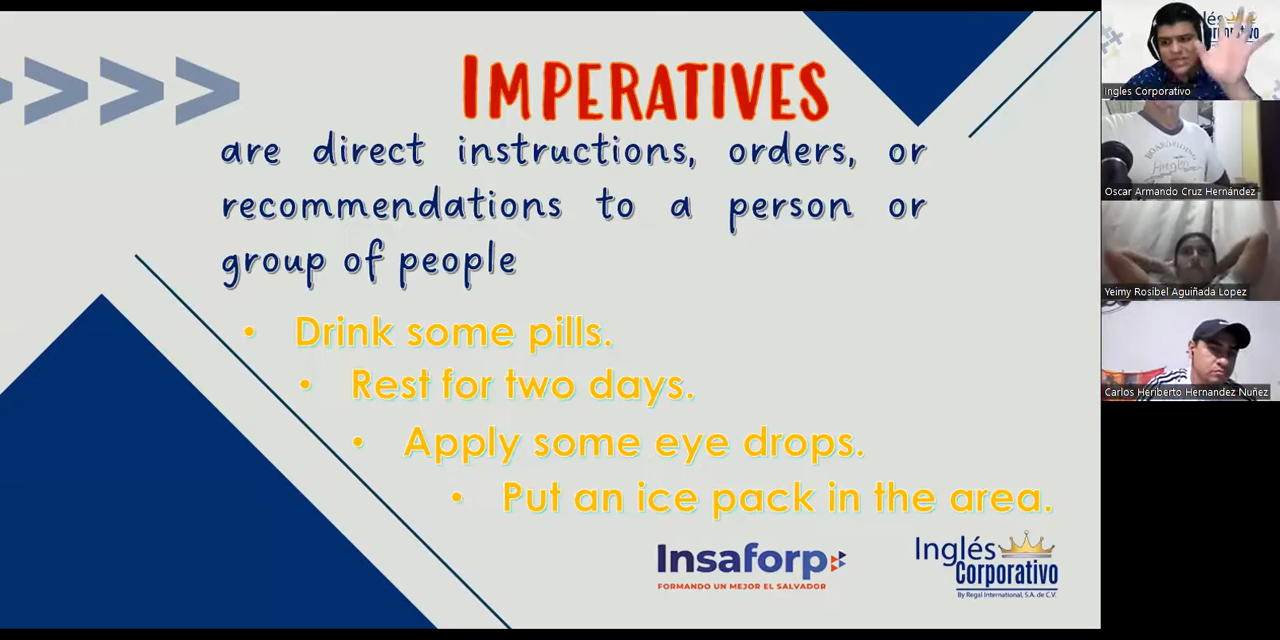 IMPERATIVES
are direct instructions, orders, or
recommendations to a person or
group of people
• Drink some pills.
• Rest for two days.
• Apply some eye drops.
• Put an ice pack in the area.
Insaforp
FORMANDO UN MEJOR EL SALVADOR
Inglés
Corporativo
By Regal International, S.A. de C.V.
Ingles Corporativo
Oscar Armando Cruz Hernández
Yeimy Rosibel Aguiñada Lopez
Carlos Heriberto Hernandez Nuñez